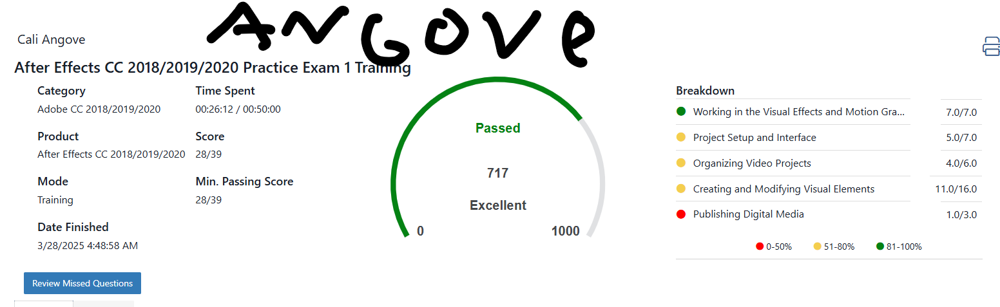 ANGOVe
Cali Angove
After Effects CC 2018/2019/2020 Practice Exam 1 Training
Category
Adobe CC 2018/2019/2020
Time Spent
00:26:12 / 00:50:00
Product
After Effects CC 2018/2019/2020
Score
28/39
Mode
Training
Min. Passing Score
28/39
Date Finished
3/28/2025 4:48:58 AM
Review Missed Questions
Passed
717
Excellent
0
1000
Breakdown
Working in the Visual Effects and Motion Gra... 7.0/7.0
Project Setup and Interface 5.0/7.0
Organizing Video Projects 4.0/6.0
Creating and Modifying Visual Elements 11.0/16.0
Publishing Digital Media 1.0/3.0
0-50% 51-80% 81-100%